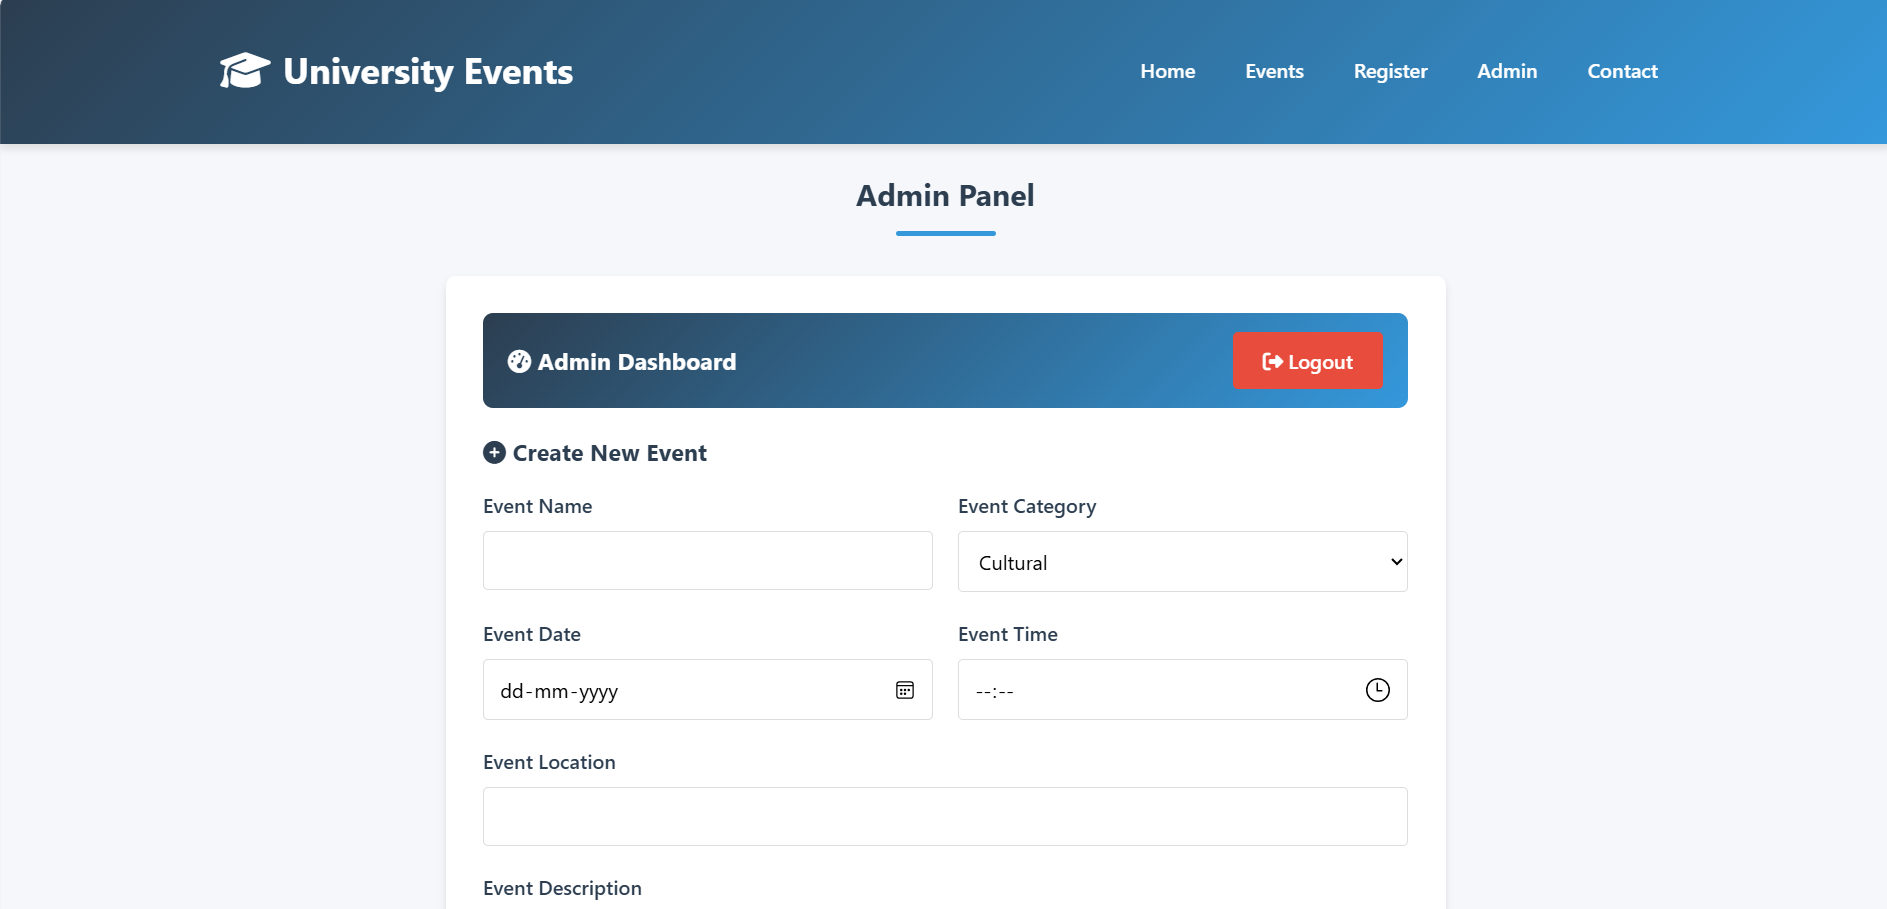 University Events
Home Events Register Admin Contact
Admin Panel
Admin Dashboard
Logout
Create New Event
Event Name
Event Category
Cultural
Event Date
Event Time
dd-mm-yyyy
--:--
Event Location
Event Description